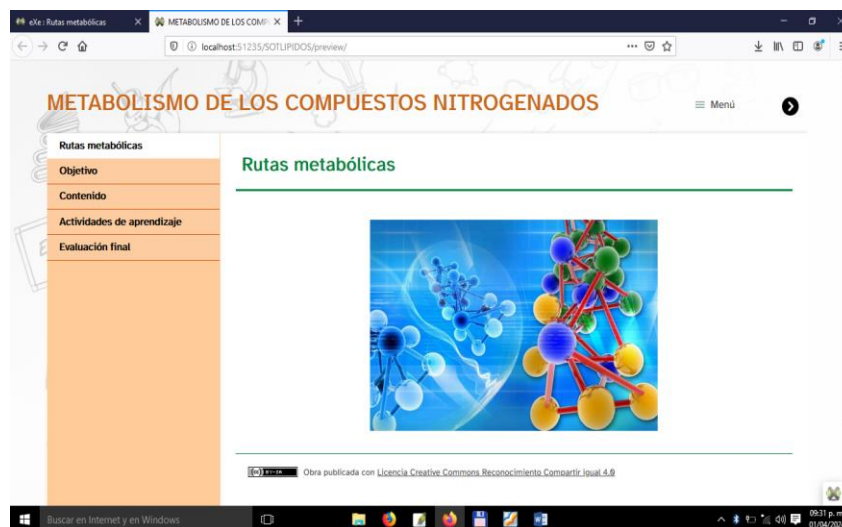 eXe : Rutas metabólicas
METABOLISMO DE LOS COMP
localhost:51235/SOTLIPIDOS/preview/
METABOLISMO DE LOS COMPUESTOS NITROGENADOS
Menú
Rutas metabólicas
Objetivo
Contenido
Actividades de aprendizaje
Evaluación final
Rutas metabólicas
Obra publicada con Licencia Creative Commons Reconocimiento Compartir Igual 4.0
Buscar en Internet y en Windows
09:31 p. m.